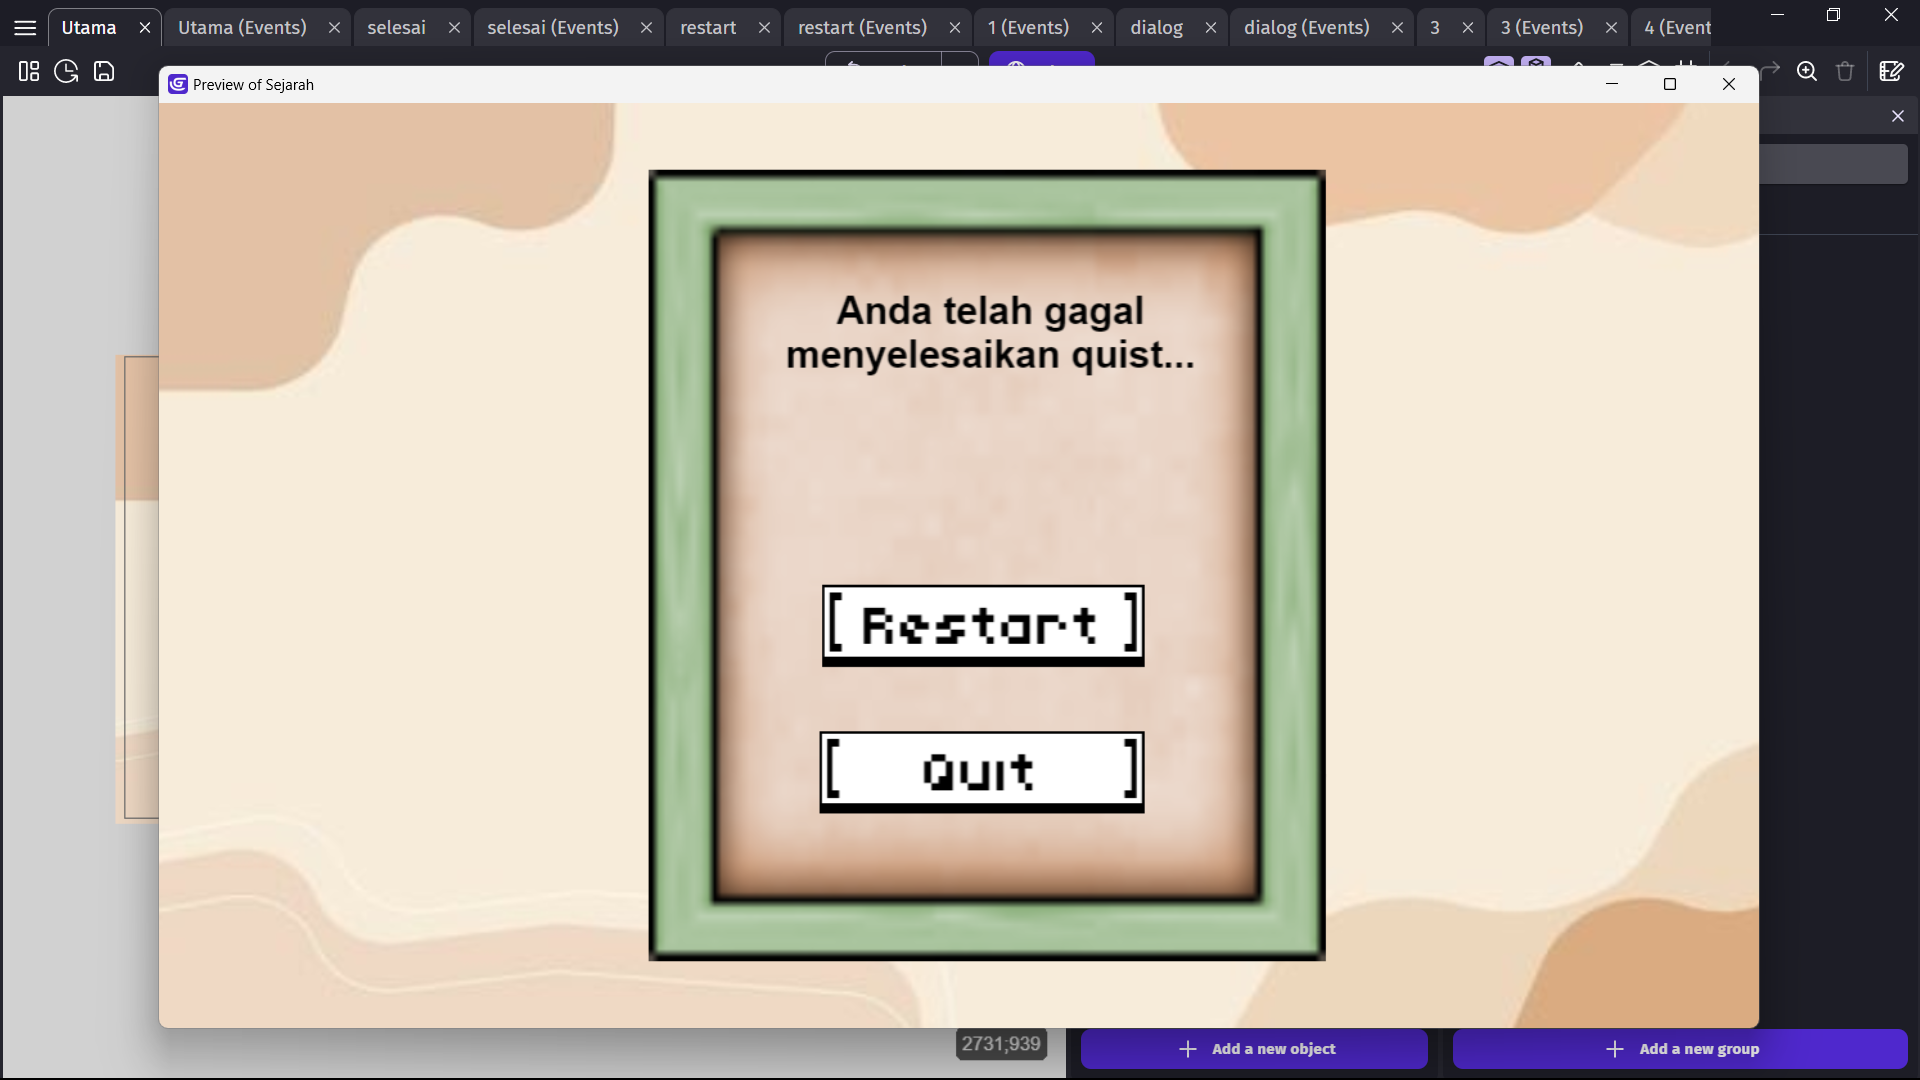 Utama
Utama (Events)
selesai
selesai (Events)
restart
restart (Events)
1 (Events)
dialog
dialog (Events)
3
3 (Events)
4 (Event
Preview of Sejarah
Anda telah gagal
menyelesaikan quist...
[ Restart ]
[ Quit ]
2731;939
Add a new object
Add a new group